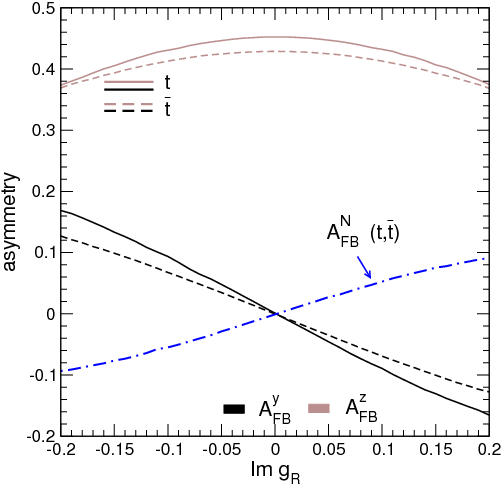 0.5
0.4
0.3
0.2
0.1
0
-0.1
-0.2
asymmetry
t
t̄
A_FB^N (t,t̄)
A_FB^y
A_FB^z
-0.2 -0.15 -0.1 -0.05 0 0.05 0.1 0.15 0.2
Im g_R